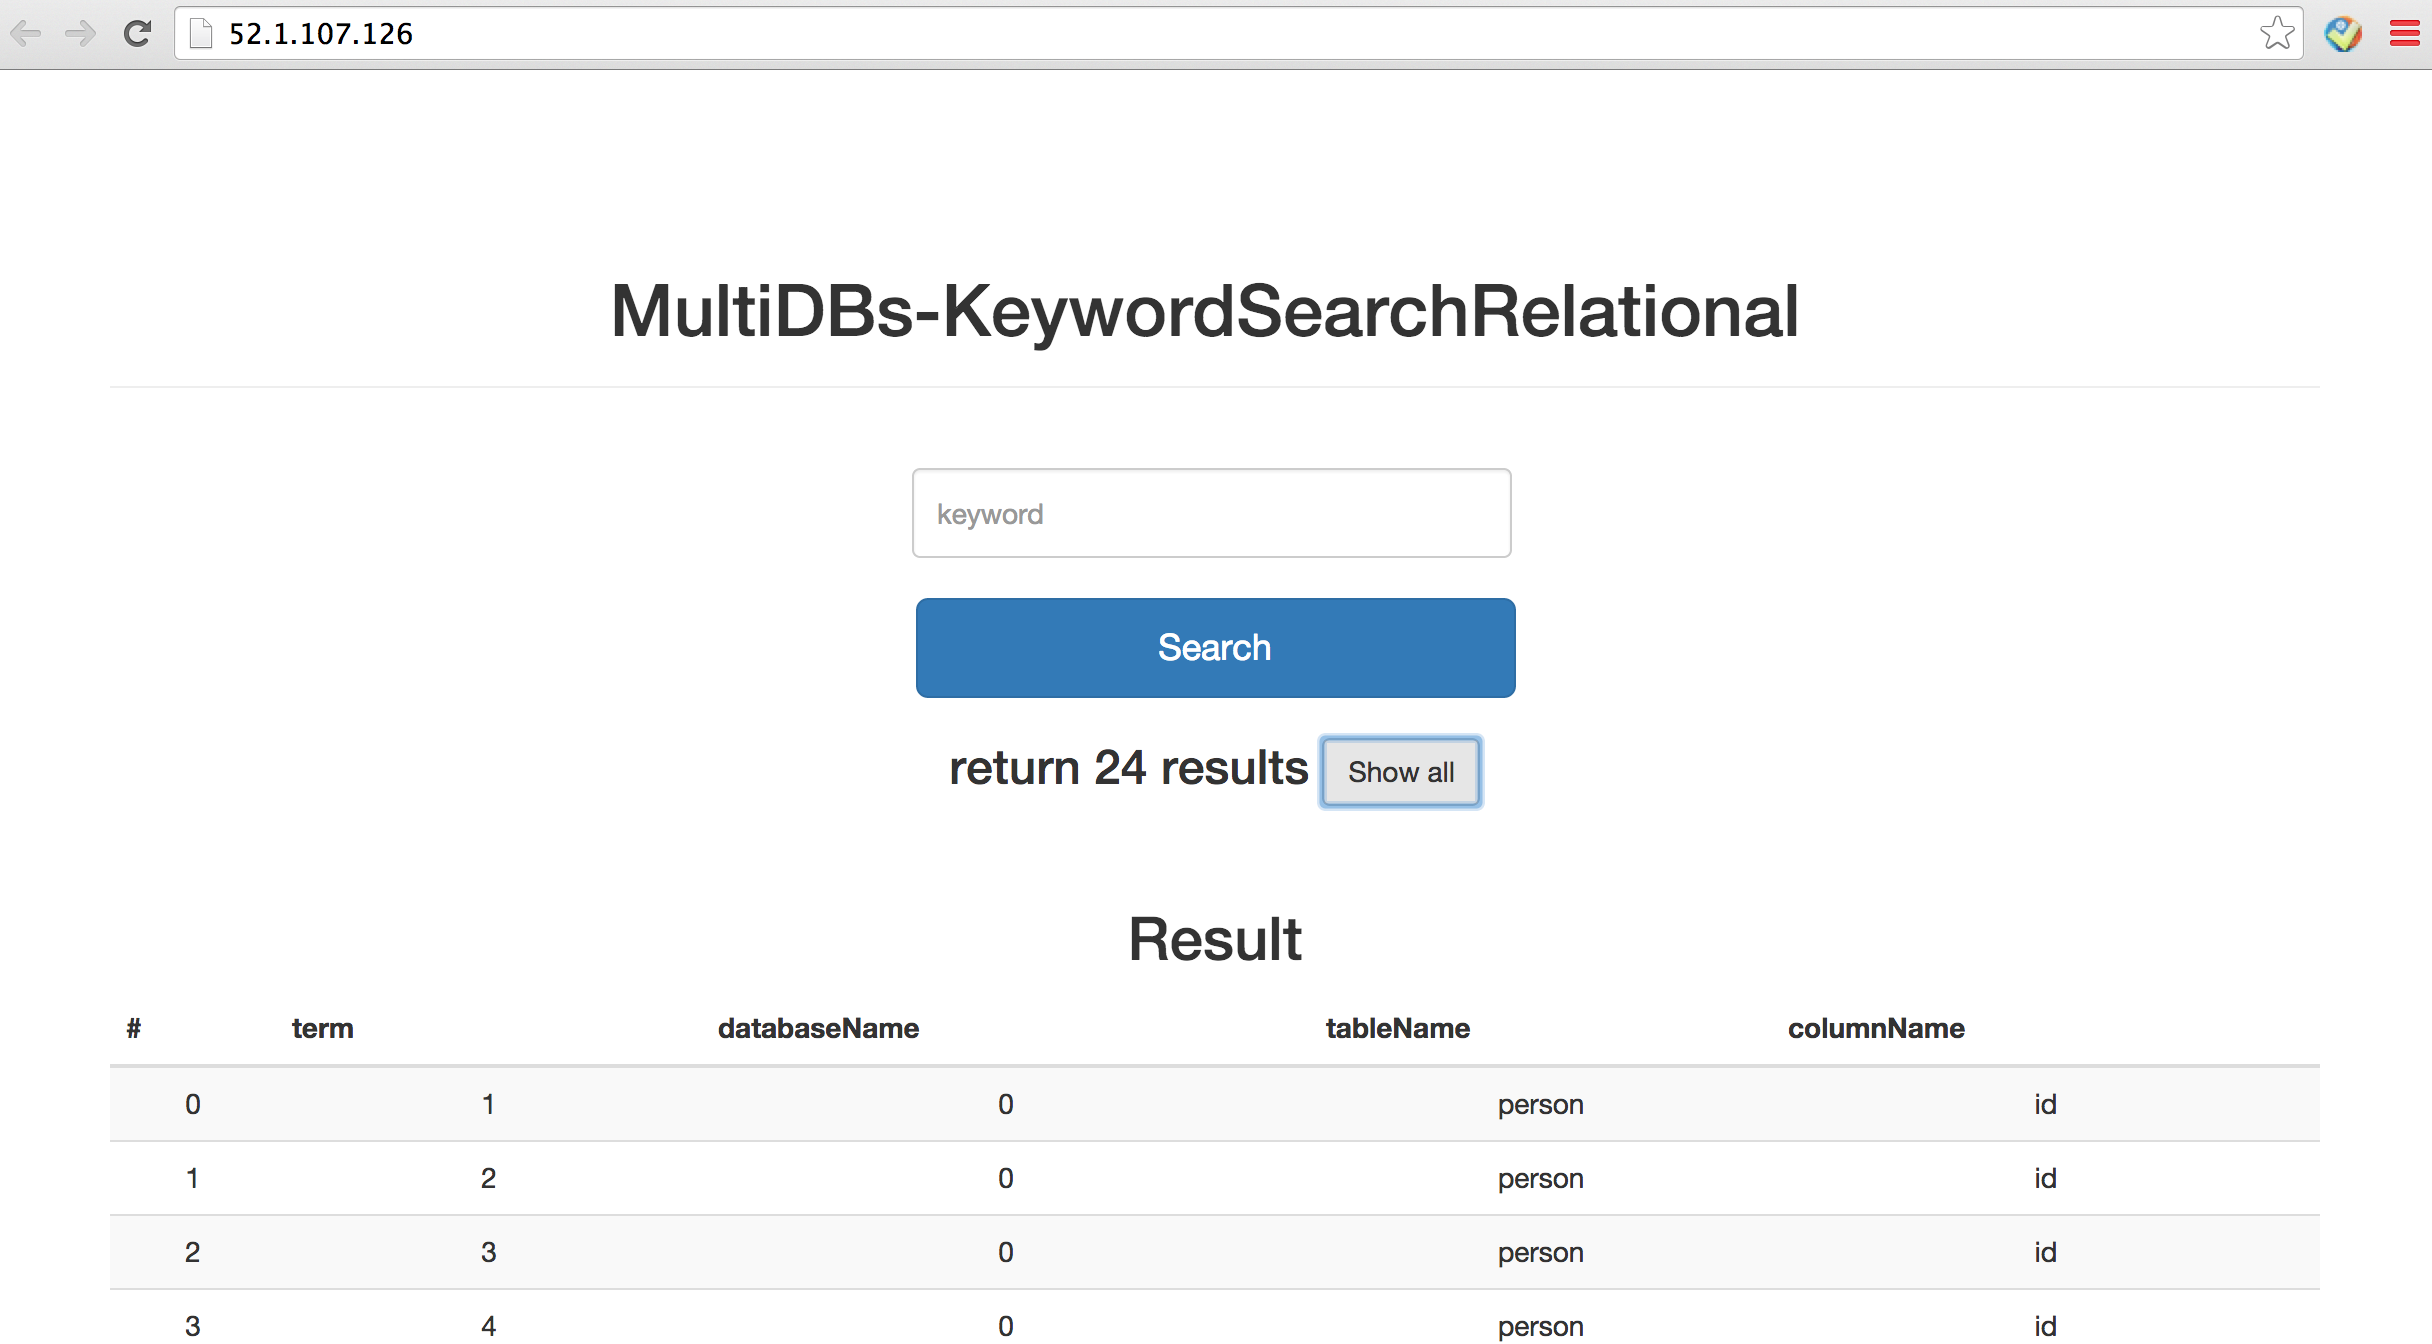 52.1.107.126
MultiDBs-KeywordSearchRelational
keyword
Search
return 24 results Show all
Result
# term databaseName tableName columnName
0 1 0 person id
1 2 0 person id
2 3 0 person id
3 4 0 person id